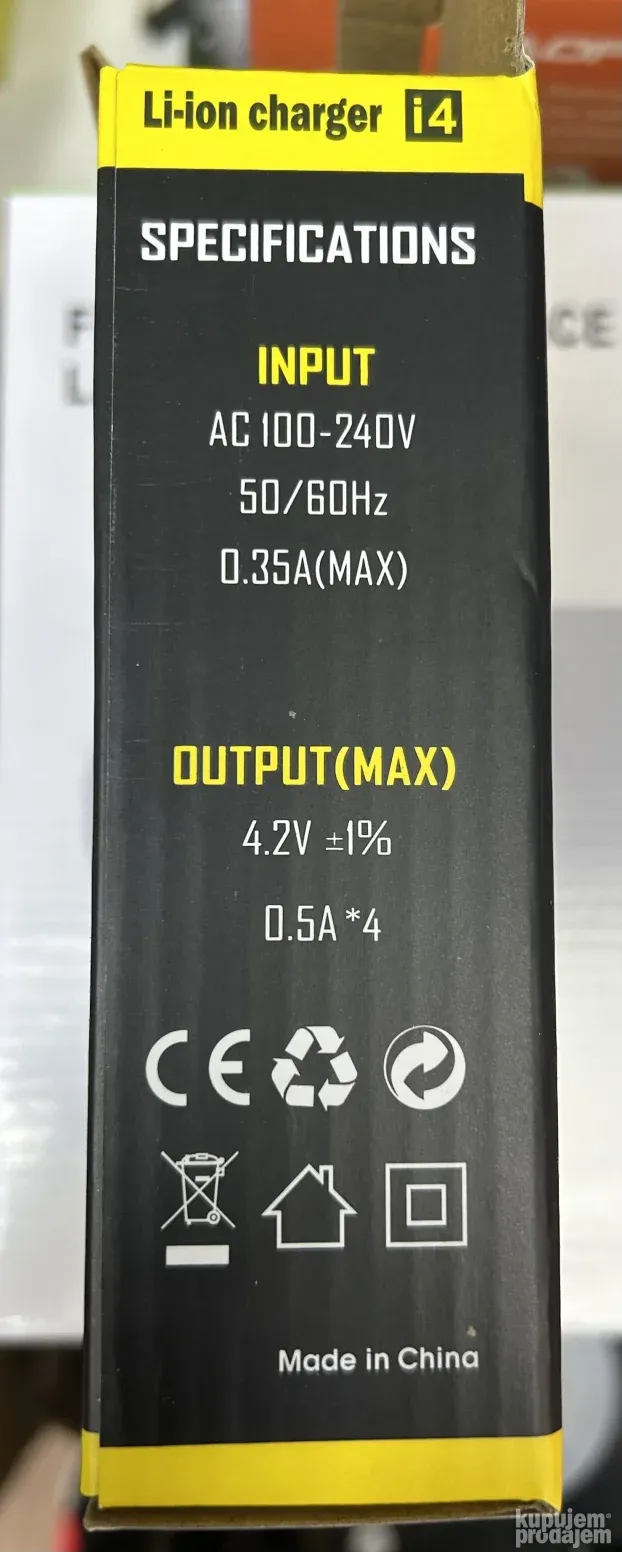 Li-ion charger i4
SPECIFICATIONS
INPUT
AC 100-240V
50/60Hz
0.35A(MAX)
OUTPUT(MAX)
4.2V ±1%
0.5A *4
CE
Made in China
kupujem
prodajem